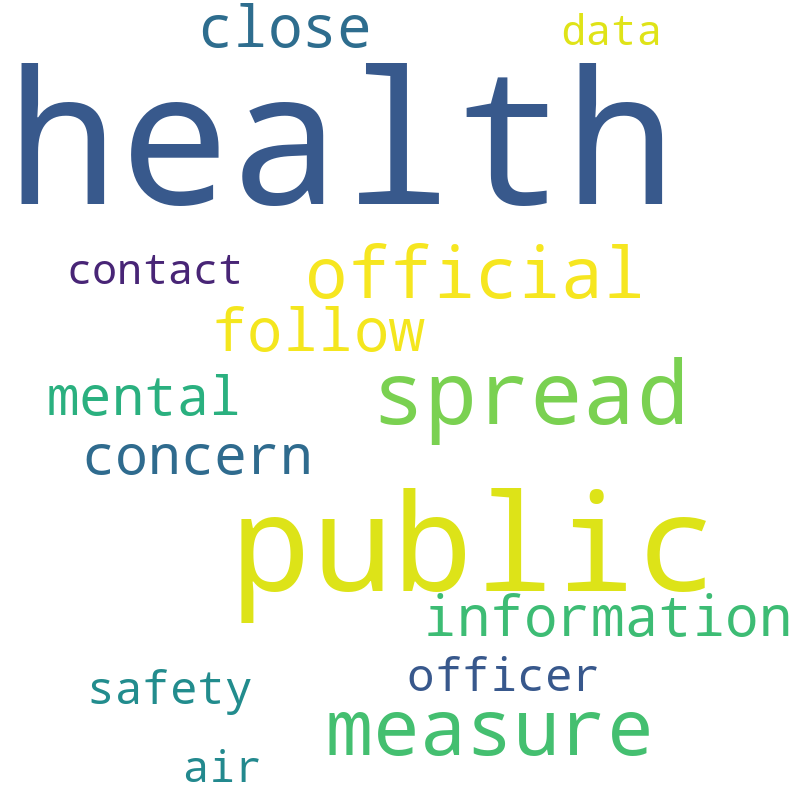 close
data
health
contact
official
follow
mental
spread
concern
public
information
safety
officer
measure
air